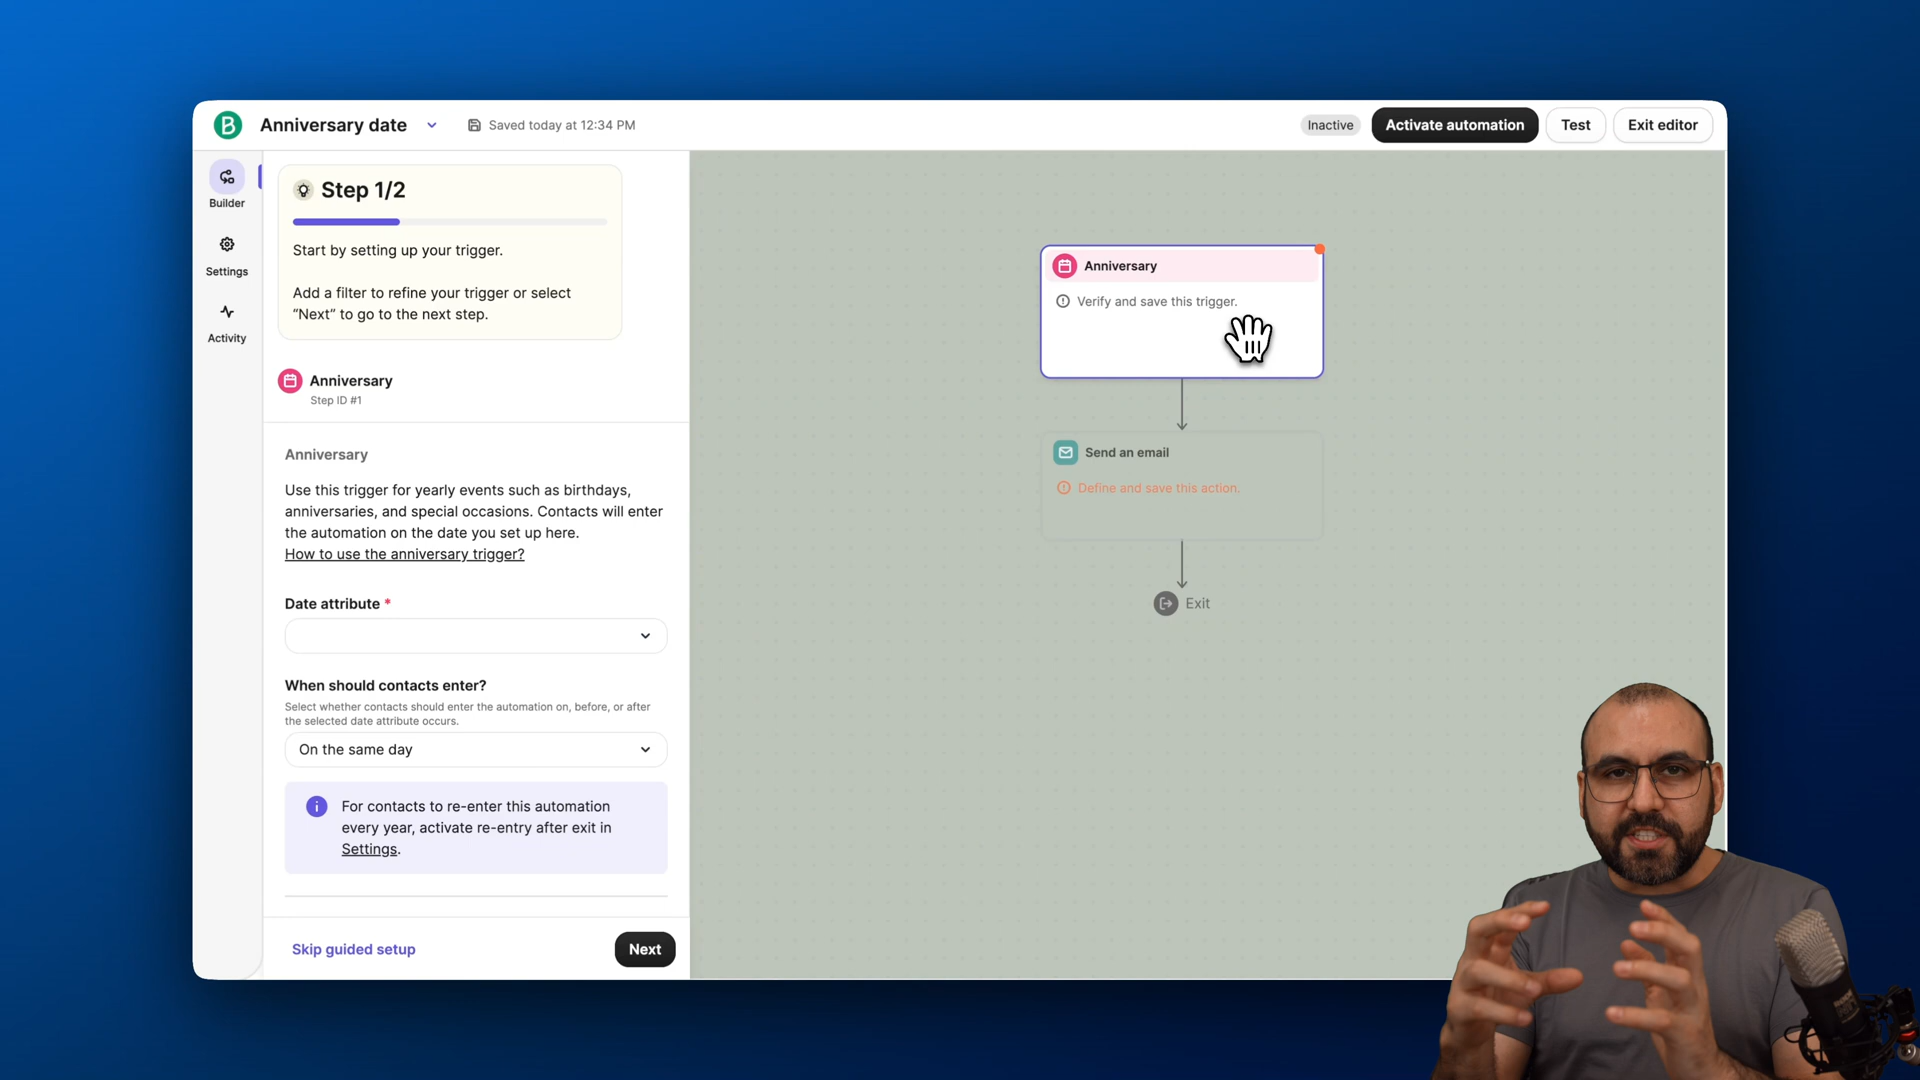 B
Anniversary date
Saved today at 12:34 PM
Inactive
Activate automation
Test
Exit editor
Builder
Settings
Activity
Step 1/2
Start by setting up your trigger.
Add a filter to refine your trigger or select
“Next” to go to the next step.
Anniversary
Step ID #1
Anniversary
Use this trigger for yearly events such as birthdays,
anniversaries, and special occasions. Contacts will enter
the automation on the date you set up here.
How to use the anniversary trigger?
Date attribute *
When should contacts enter?
Select whether contacts should enter the automation on, before, or after
the selected date attribute occurs.
On the same day
For contacts to re-enter this automation
every year, activate re-entry after exit in
Settings.
Skip guided setup
Next
Anniversary
Verify and save this trigger.
Send an email
Define and save this action.
Exit